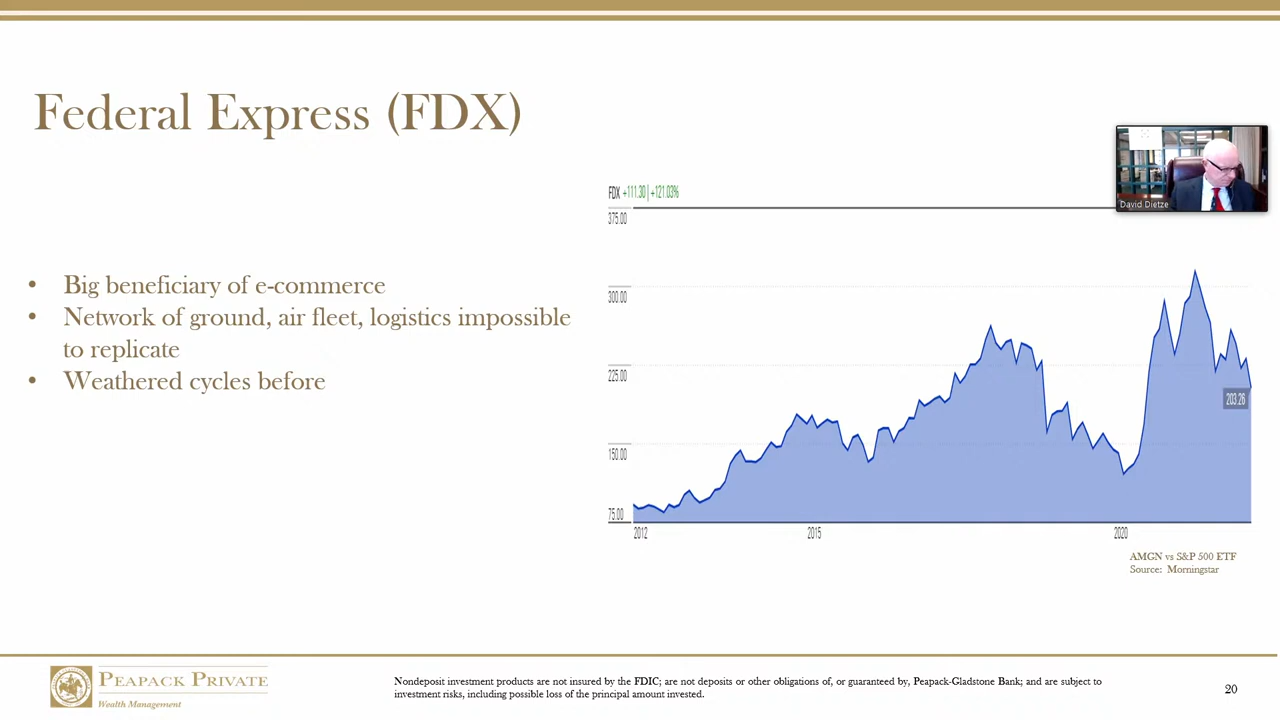 Federal Express (FDX)
David Dietze
• Big beneficiary of e-commerce
• Network of ground, air fleet, logistics impossible
to replicate
• Weathered cycles before
FDX +111.30 | +121.03%
375.00
300.00
225.00
203.26
150.00
75.00
2012 2015 2020
AMGN vs S&P 500 ETF
Source: Morningstar
PEAPACK PRIVATE
Wealth Management
Nondeposit investment products are not insured by the FDIC; are not deposits or other obligations of, or guaranteed by, Peapack-Gladstone Bank; and are subject to
investment risks, including possible loss of the principal amount invested.
20